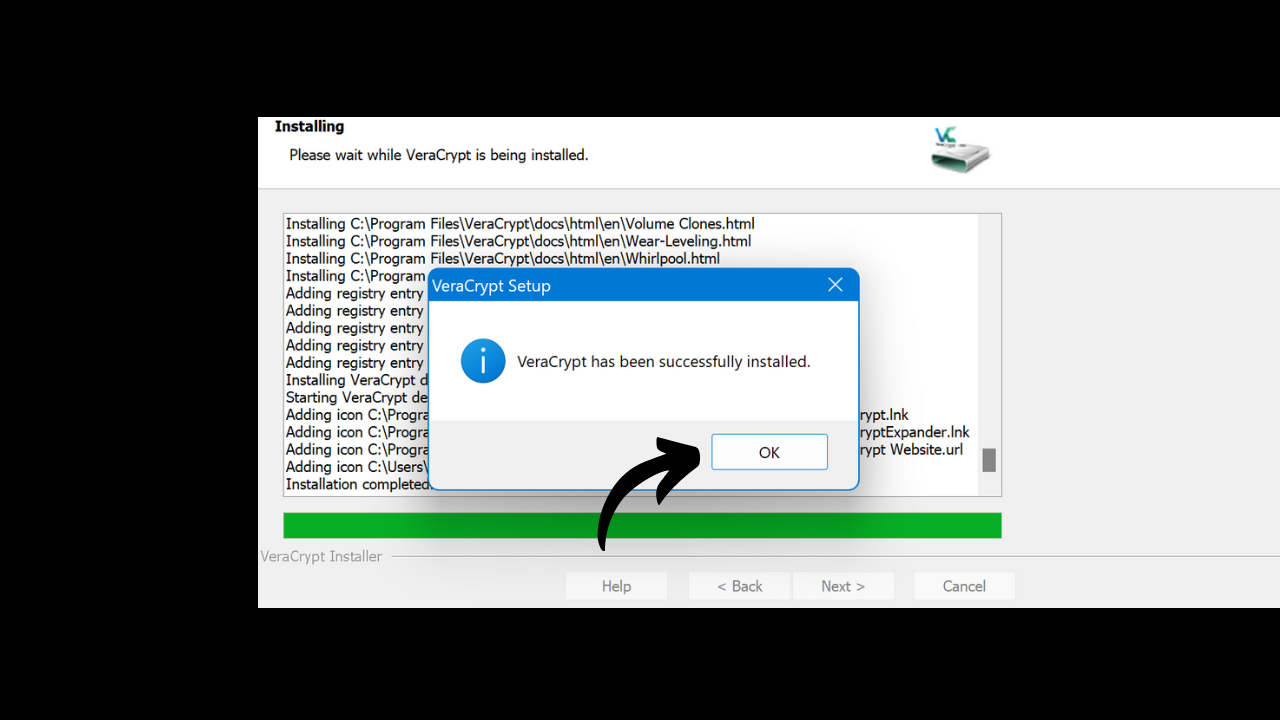 Installing
Please wait while VeraCrypt is being installed.
VC
VeraCrypt
Installing C:\Program Files\VeraCrypt\docs\html\en\Volume Clones.html
Installing C:\Program Files\VeraCrypt\docs\html\en\Wear-Leveling.html
Installing C:\Program Files\VeraCrypt\docs\html\en\Whirlpool.html
Installing C:\Program
Adding registry entry
Adding registry entry
Adding registry entry
Adding registry entry
Adding registry entry
Installing VeraCrypt d
Starting VeraCrypt de
Adding icon C:\Progra rypt.lnk
Adding icon C:\Progra ryptExpander.lnk
Adding icon C:\Progra rypt Website.url
Adding icon C:\Users\
Installation completed.
VeraCrypt Setup
VeraCrypt has been successfully installed.
OK
VeraCrypt Installer
Help < Back Next > Cancel